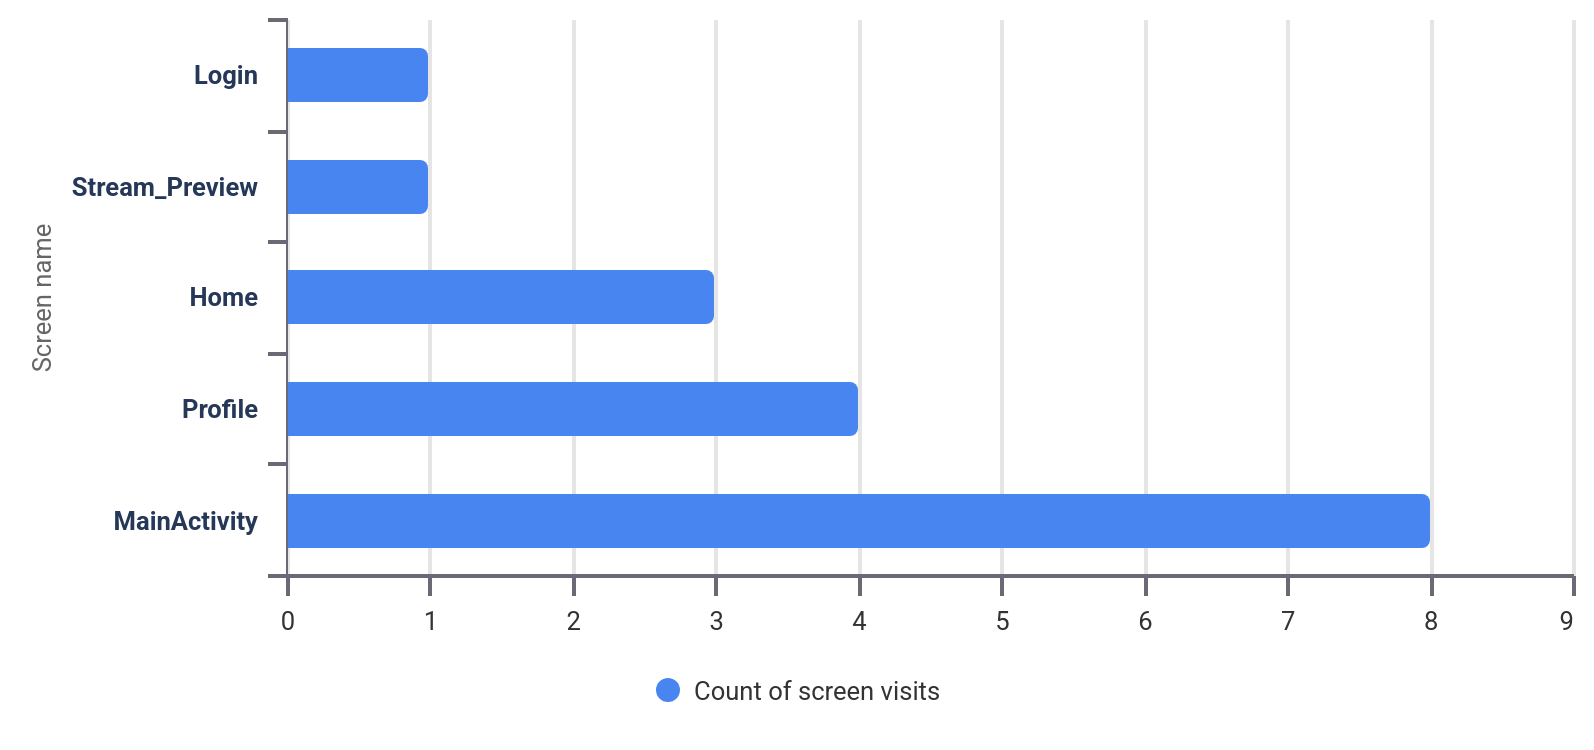 Screen name
Login
Stream_Preview
Home
Profile
MainActivity
0 1 2 3 4 5 6 7 8 9
Count of screen visits